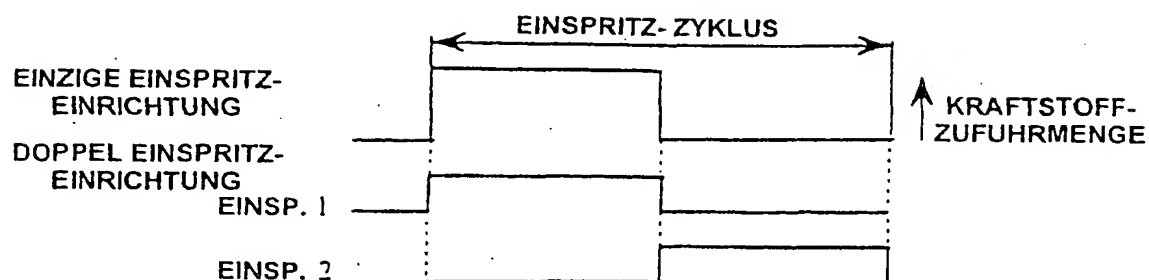 EINSPRITZ-ZYKLUS
EINZIGE EINSPRITZ-
EINRICHTUNG
KRAFTSTOFF-
ZUFUHRMENGE
DOPPEL EINSPRITZ-
EINRICHTUNG
EINSP. 1
EINSP. 2